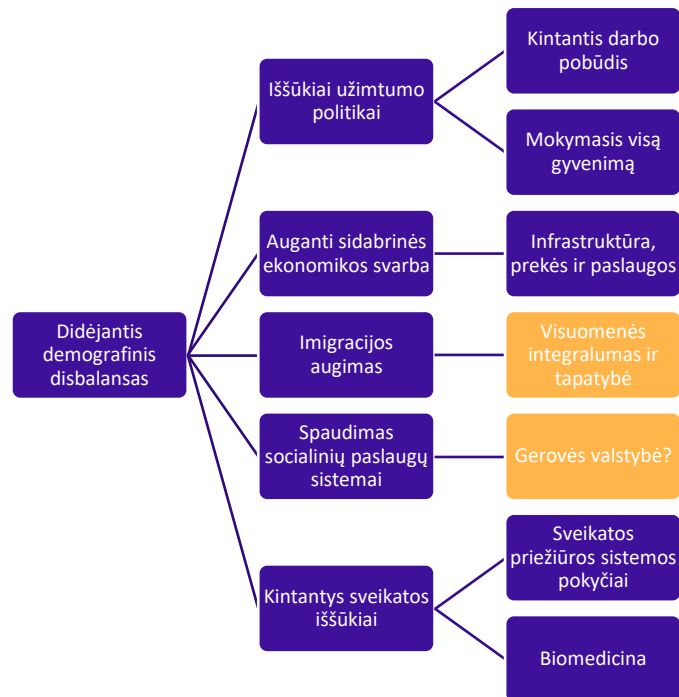 Didėjantis
demografinis
disbalansas
Iššūkiai užimtumo
politikai
Kintantis darbo
pobūdis
Mokymasis visą
gyvenimą
Auganti sidabrinės
ekonomikos svarba
Infrastruktūra,
prekės ir paslaugos
Imigracijos
augimas
Visuomenės
integralumas ir
tapatybė
Spaudimas
socialinių paslaugų
sistemai
Gerovės valstybė?
Kintantys sveikatos
iššūkiai
Sveikatos
priežiūros sistemos
pokyčiai
Biomedicina